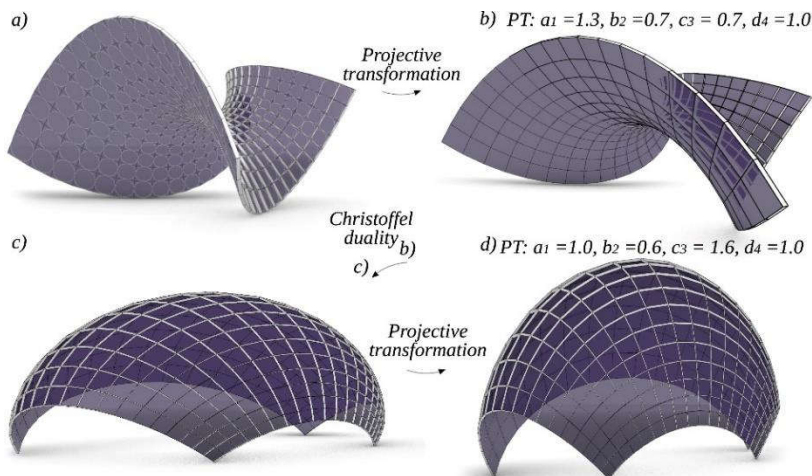 a)
Projective
transformation
b) PT: a1 =1.3, b2 =0.7, c3 = 0.7, d4 =1.0
Christoffel
duality
b)
c)
c)
d) PT: a1 =1.0, b2 =0.6, c3 = 1.6, d4 =1.0
Projective
transformation